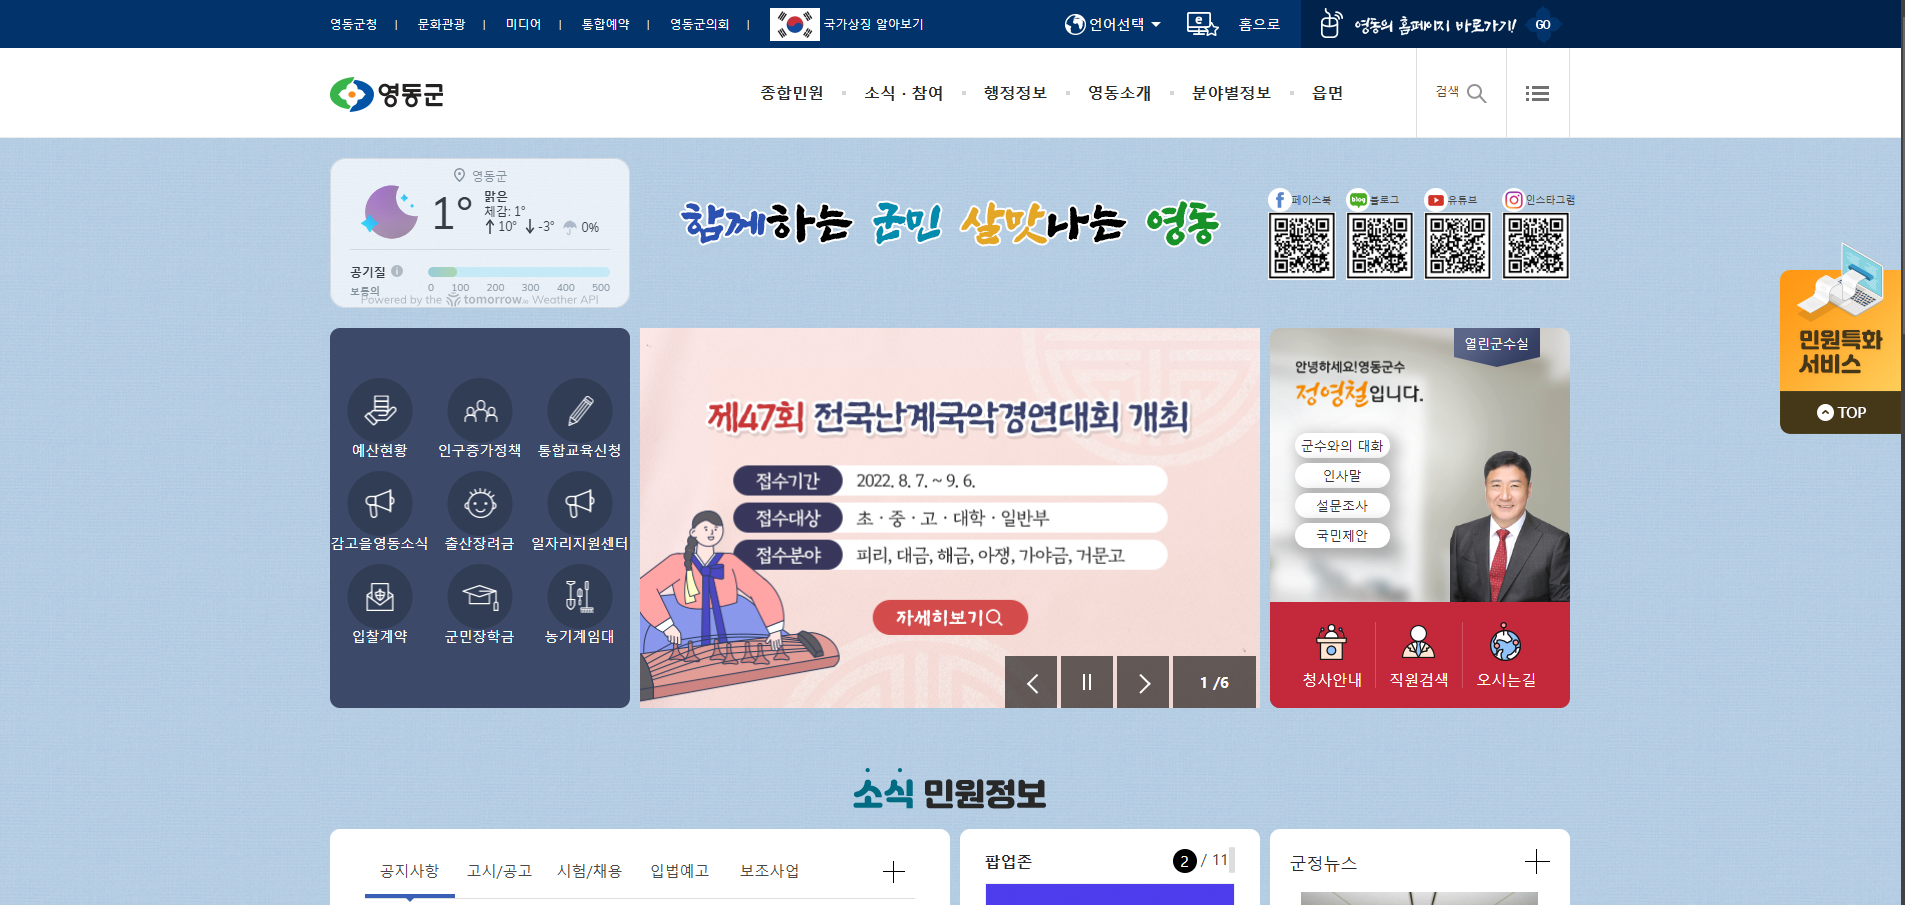 영동군청 | 문화관광 | 미디어 | 통합예약 | 영동군의회 | 국가상징 알아보기
언어선택
홈으로
영동의 홈페이지 바로가기! GO
영동군
종합민원 소식 · 참여 행정정보 영동소개 분야별정보 읍면
검색
영동군
1°
맑은
체감: 1°
10° -3° 0%
공기질
보통의
0 100 200 300 400 500
Powered by the tomorrow.io Weather API
함께하는 군민 살맛나는 영동
페이스북 블로그 유튜브 인스타그램
민원특화
서비스
TOP
예산현황 인구증가정책 통합교육신청
감고을영동소식 출산장려금 일자리지원센터
입찰계약 군민장학금 농기계임대
제47회 전국난계국악경연대회 개최
접수기간 2022. 8. 7. ~ 9. 6.
접수대상 초 · 중 · 고 · 대학 · 일반부
접수분야 피리, 대금, 해금, 아쟁, 가야금, 거문고
자세히보기
1 /6
열린군수실
안녕하세요!영동군수
정영철입니다.
군수와의 대화
인사말
설문조사
국민제안
청사안내 직원검색 오시는길
소식 민원정보
공지사항 고시/공고 시험/채용 입법예고 보조사업
팝업존 2 / 11
군정뉴스